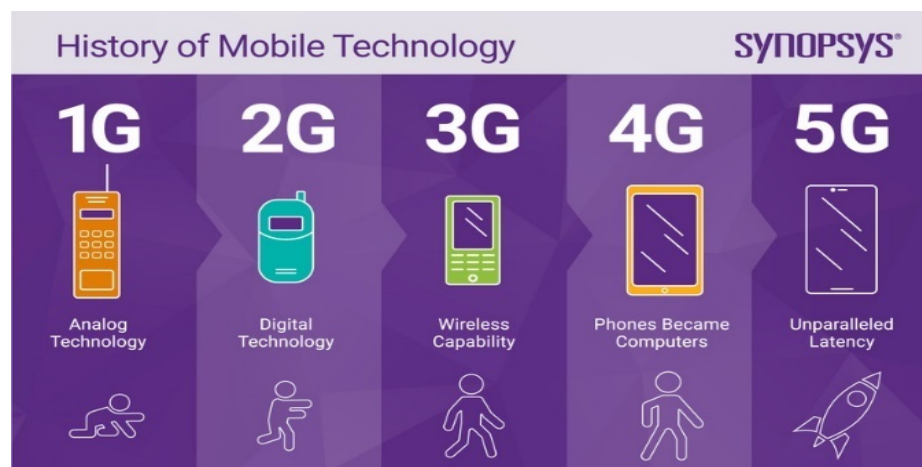 History of Mobile Technology
SYNOPSYS®
1G
2G
3G
4G
5G
Analog
Technology
Digital
Technology
Wireless
Capability
Phones Became
Computers
Unparalleled
Latency